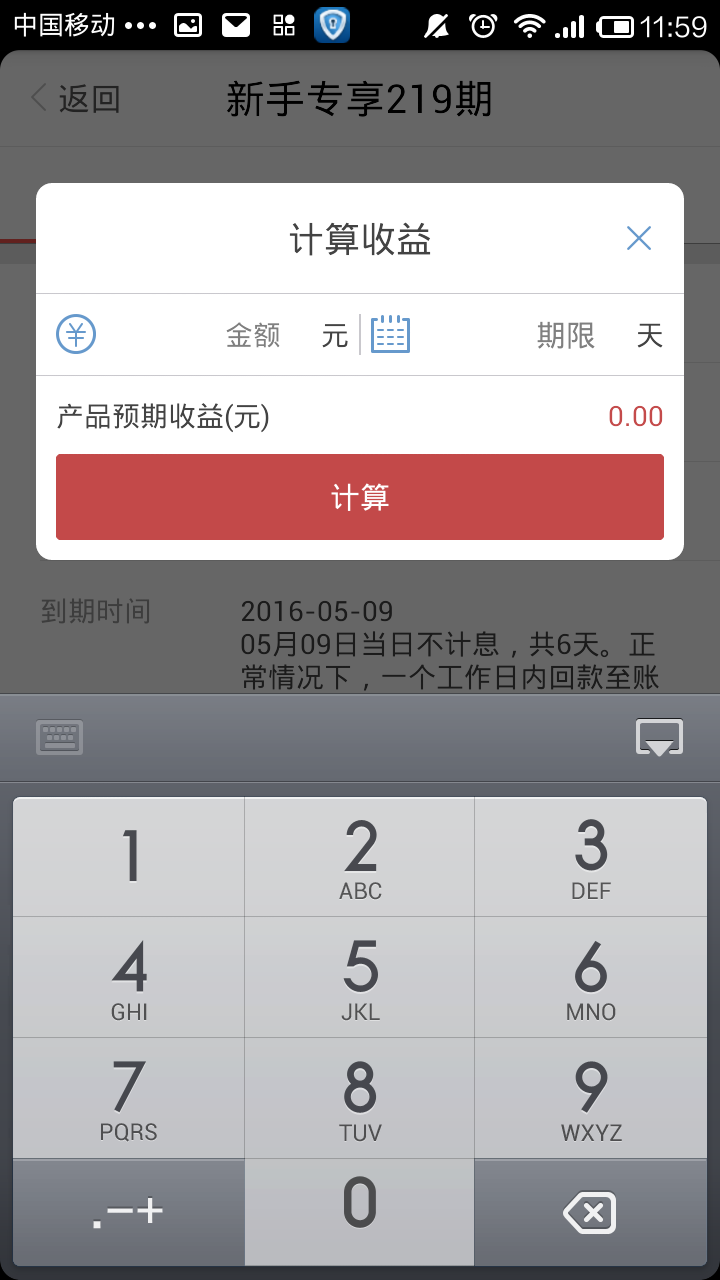 中国移动 11:59
返回 新手专享219期
计算收益
金额 元 期限 天
产品预期收益(元) 0.00
计算
到期时间 2016-05-09
05月09日当日不计息，共6天。正
常情况下，一个工作日内回款至账
1 2 3
ABC DEF
4 5 6
GHI JKL MNO
7 8 9
PQRS TUV WXYZ
.-+ 0